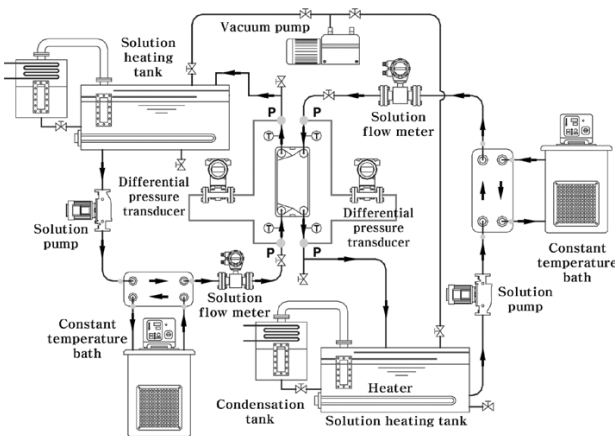 Vacuum pump
Solution
heating
tank
P
P
T
T
Solution
flow meter
Differential
pressure
transducer
Differential
pressure
transducer
T
T
P
P
Solution
pump
Solution
flow meter
Constant
temperature
bath
Solution
pump
Constant
temperature
bath
Condensation
tank
Heater
Solution heating tank